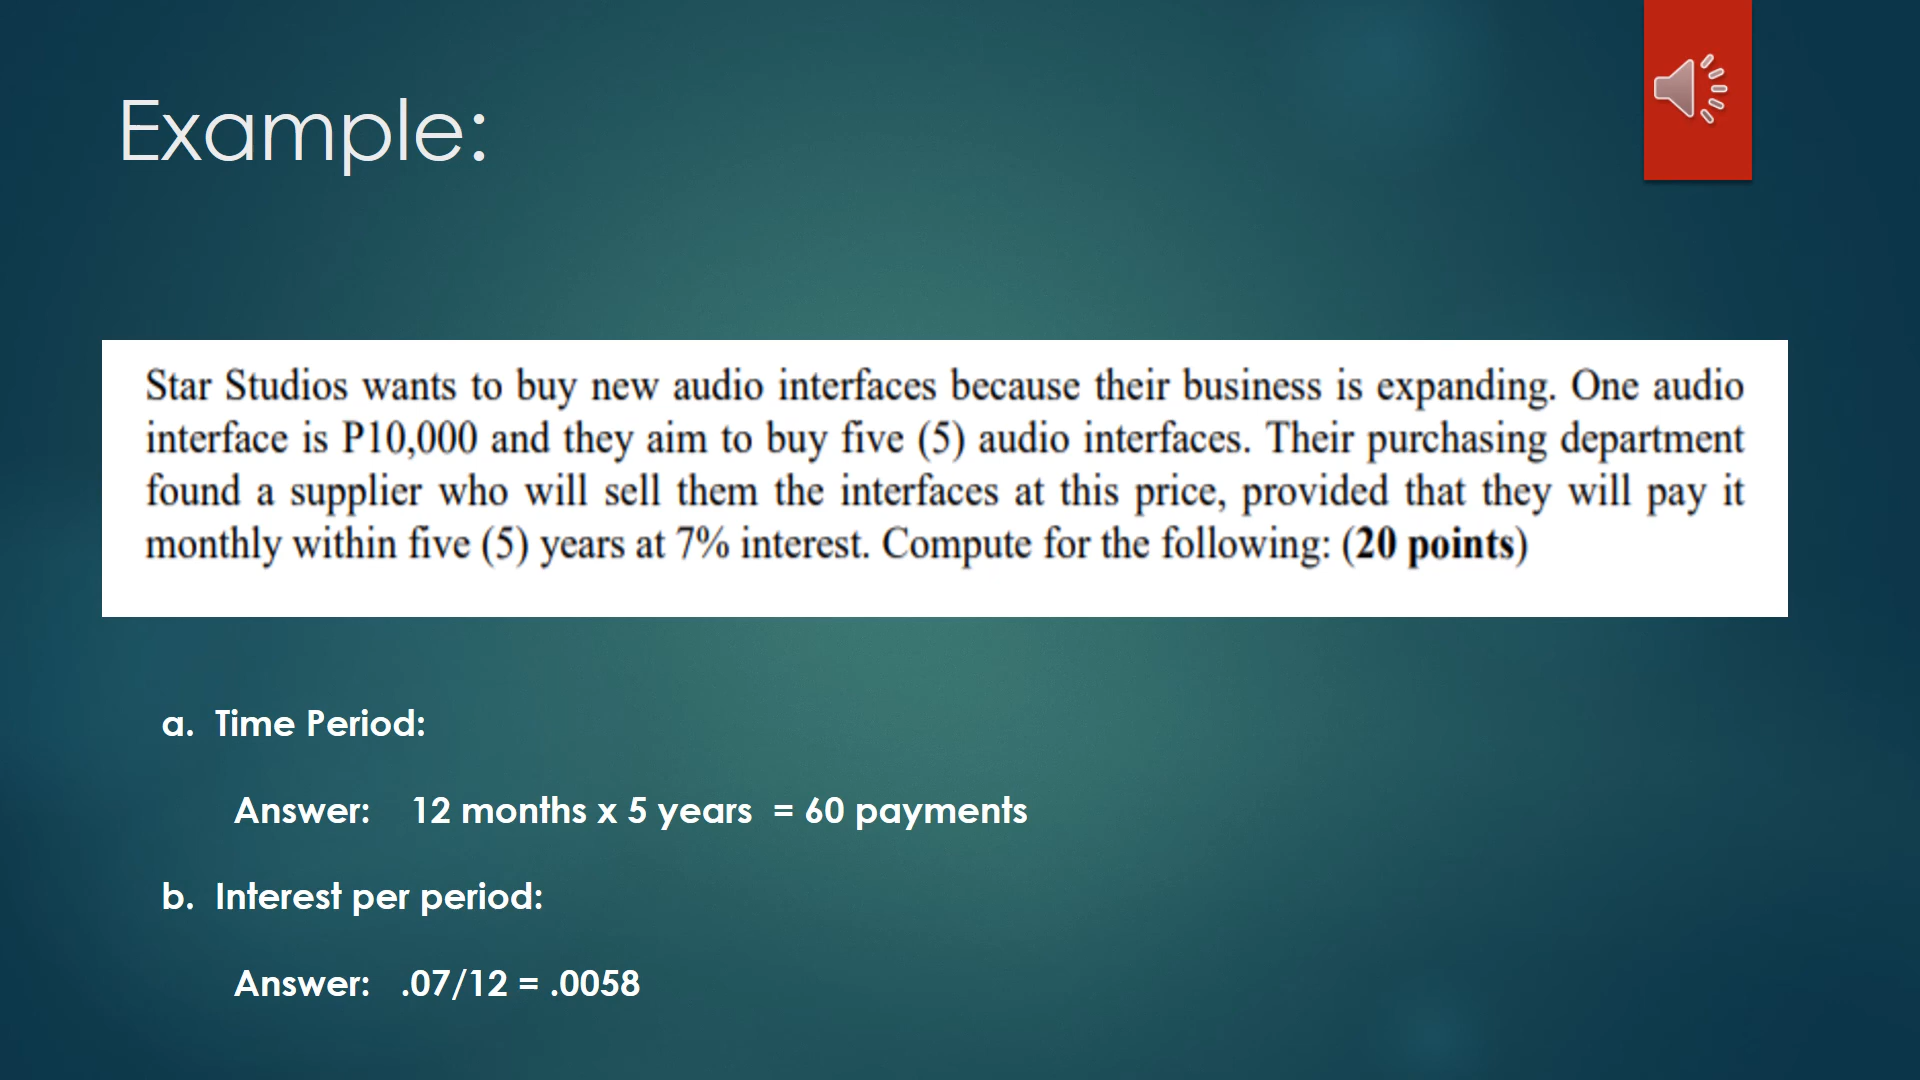 Example:
Star Studios wants to buy new audio interfaces because their business is expanding. One audio
interface is P10,000 and they aim to buy five (5) audio interfaces. Their purchasing department
found a supplier who will sell them the interfaces at this price, provided that they will pay it
monthly within five (5) years at 7% interest. Compute for the following: (20 points)
a. Time Period:
Answer: 12 months x 5 years = 60 payments
b. Interest per period:
Answer: .07/12 = .0058